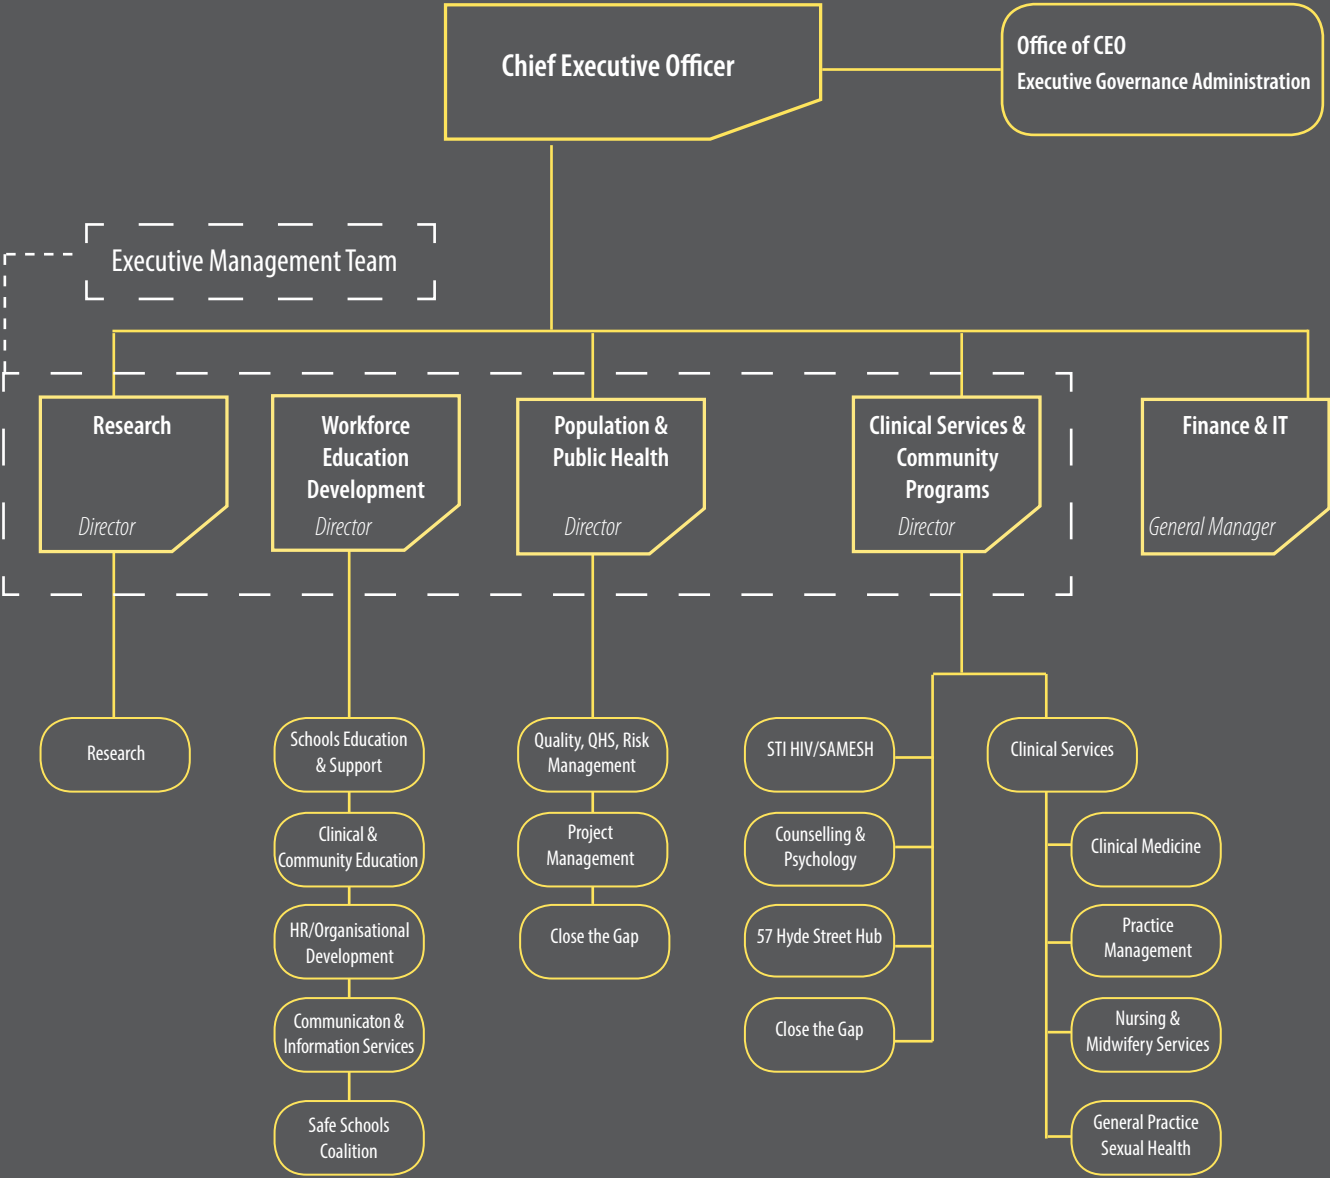 Chief Executive Officer
Office of CEO
Executive Governance Administration
Executive Management Team
Research
Director
Workforce
Education
Development
Director
Population &
Public Health
Director
Clinical Services &
Community
Programs
Director
Finance & IT
General Manager
Research
Schools Education
& Support
Clinical &
Community Education
HR/Organisational
Development
Communicaton &
Information Services
Safe Schools
Coalition
Quality, QHS, Risk
Management
Project
Management
Close the Gap
STI HIV/SAMESH
Counselling &
Psychology
57 Hyde Street Hub
Close the Gap
Clinical Services
Clinical Medicine
Practice
Management
Nursing &
Midwifery Services
General Practice
Sexual Health